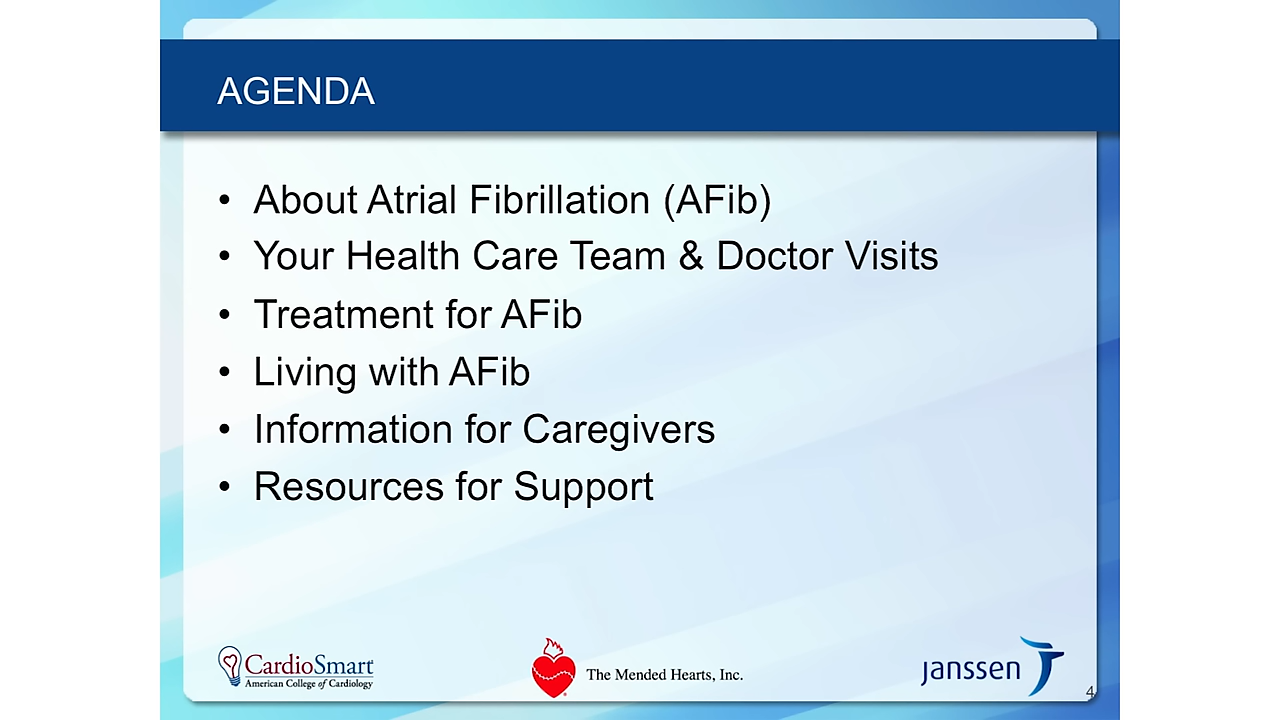 AGENDA
• About Atrial Fibrillation (AFib)
• Your Health Care Team & Doctor Visits
• Treatment for AFib
• Living with AFib
• Information for Caregivers
• Resources for Support
CardioSmart
American College of Cardiology
The Mended Hearts, Inc.
janssen
4